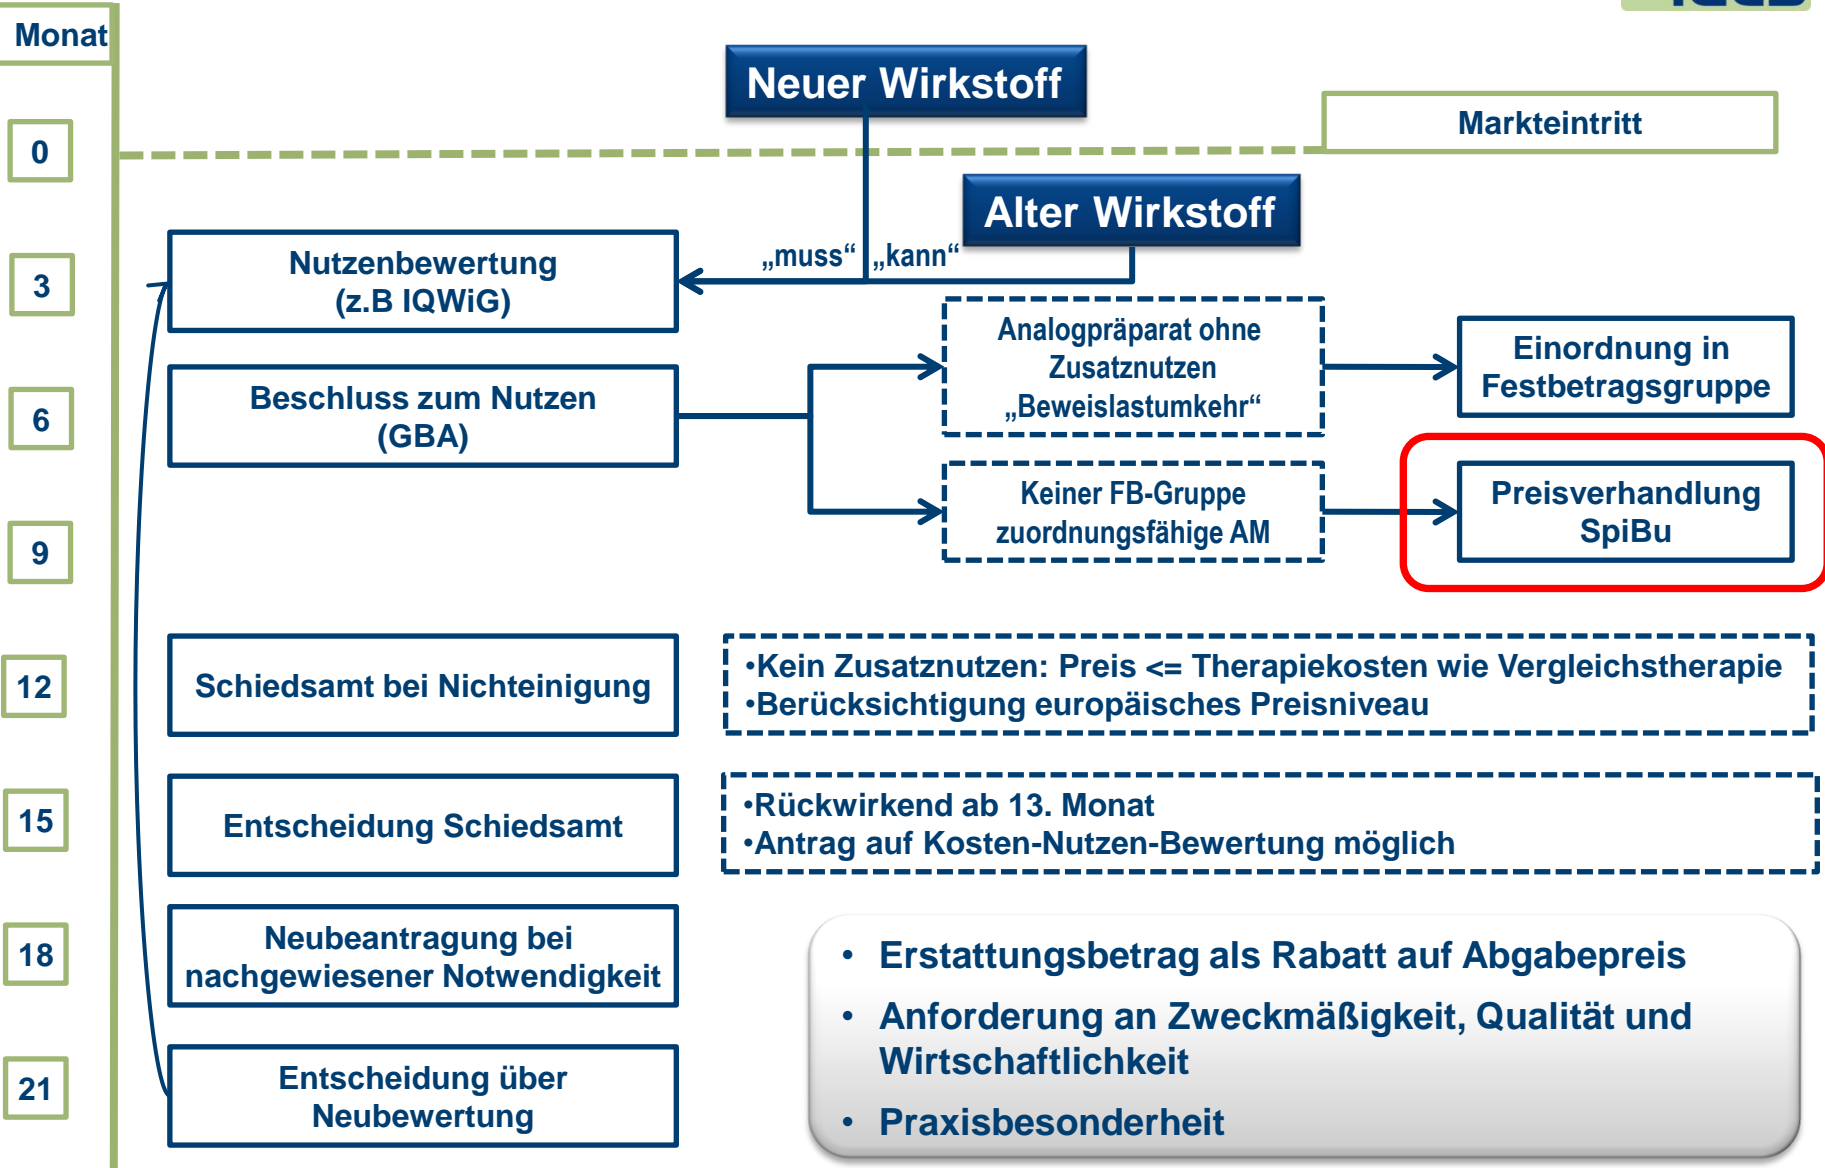 Monat
Neuer Wirkstoff
Markteintritt
0
Alter Wirkstoff
„muss“ „kann“
3
Nutzenbewertung
(z.B IQWiG)
Analogpräparat ohne
Zusatznutzen
„Beweislastumkehr“
Einordnung in
Festbetragsgruppe
6
Beschluss zum Nutzen
(GBA)
Keiner FB-Gruppe
zuordnungsfähige AM
Preisverhandlung
SpiBu
9
12
Schiedsamt bei Nichteinigung
•Kein Zusatznutzen: Preis <= Therapiekosten wie Vergleichstherapie
•Berücksichtigung europäisches Preisniveau
15
Entscheidung Schiedsamt
•Rückwirkend ab 13. Monat
•Antrag auf Kosten-Nutzen-Bewertung möglich
18
Neubeantragung bei
nachgewiesener Notwendigkeit
• Erstattungsbetrag als Rabatt auf Abgabepreis
• Anforderung an Zweckmäßigkeit, Qualität und
Wirtschaftlichkeit
• Praxisbesonderheit
21
Entscheidung über
Neubewertung